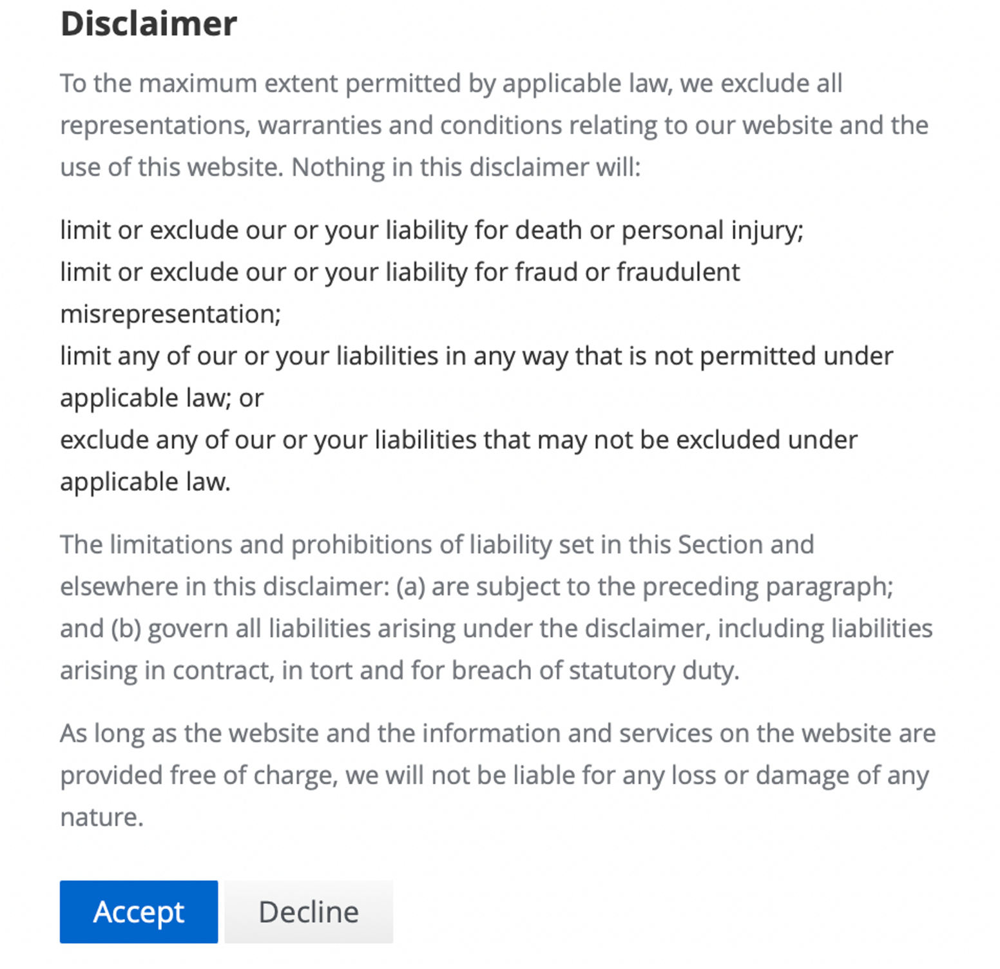 Disclaimer
To the maximum extent permitted by applicable law, we exclude all
representations, warranties and conditions relating to our website and the
use of this website. Nothing in this disclaimer will:
limit or exclude our or your liability for death or personal injury;
limit or exclude our or your liability for fraud or fraudulent
misrepresentation;
limit any of our or your liabilities in any way that is not permitted under
applicable law; or
exclude any of our or your liabilities that may not be excluded under
applicable law.
The limitations and prohibitions of liability set in this Section and
elsewhere in this disclaimer: (a) are subject to the preceding paragraph;
and (b) govern all liabilities arising under the disclaimer, including liabilities
arising in contract, in tort and for breach of statutory duty.
As long as the website and the information and services on the website are
provided free of charge, we will not be liable for any loss or damage of any
nature.
Accept Decline